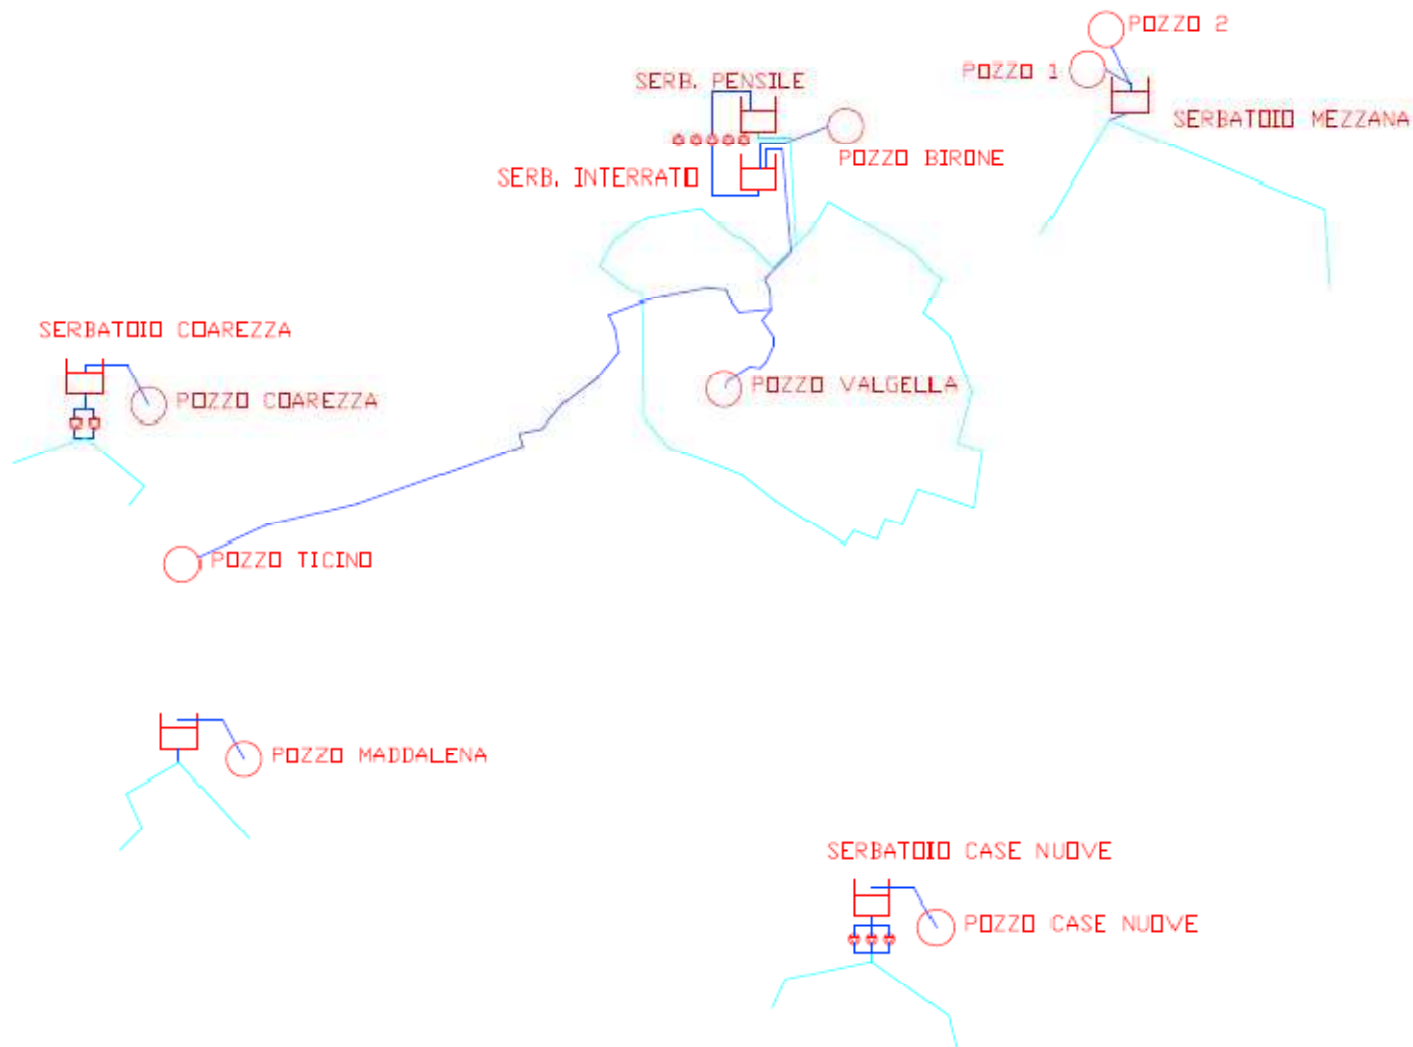 POZZO 2
POZZO 1
SERB. PENSILE
SERBATOIO MEZZANA
POZZO BIRONE
SERB. INTERRATO
SERBATOIO COAREZZA
POZZO VALGELLA
POZZO COAREZZA
POZZO TICINO
POZZO MADDALENA
SERBATOIO CASE NUOVE
POZZO CASE NUOVE